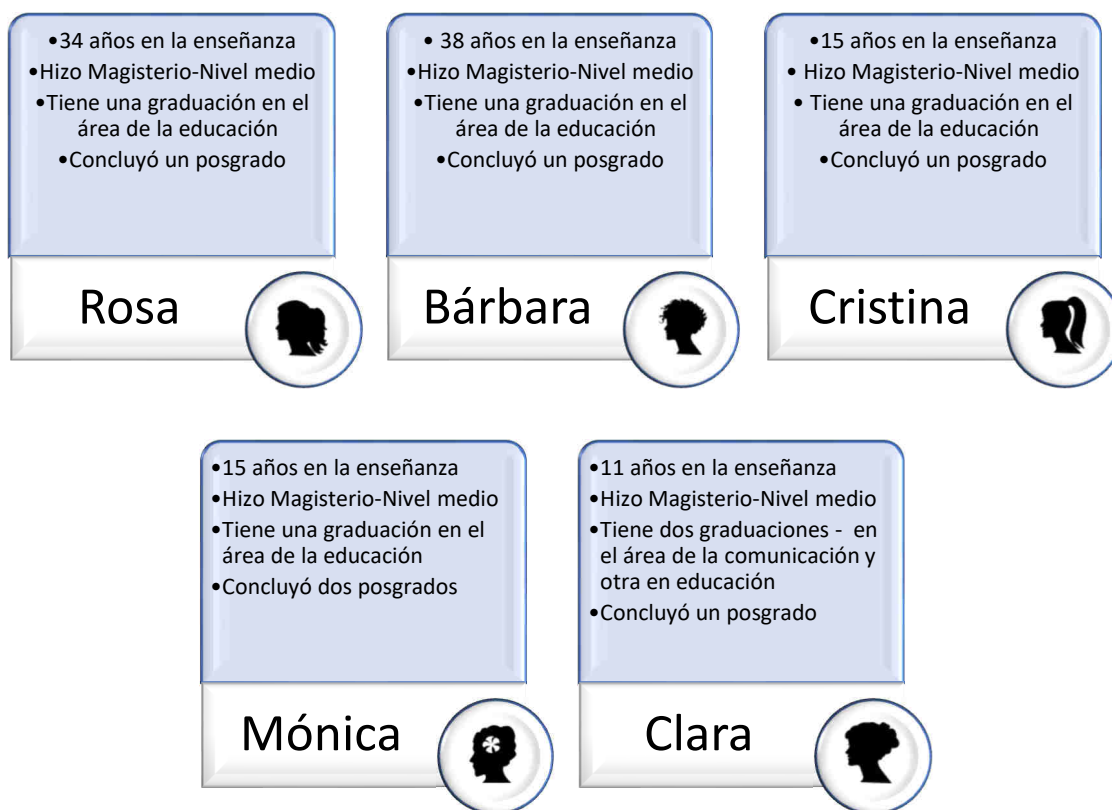 •34 años en la enseñanza
•Hizo Magisterio-Nivel medio
•Tiene una graduación en el
área de la educación
•Concluyó un posgrado
Rosa
• 38 años en la enseñanza
•Hizo Magisterio-Nivel medio
•Tiene una graduación en el
área de la educación
•Concluyó un posgrado
Bárbara
•15 años en la enseñanza
• Hizo Magisterio-Nivel medio
• Tiene una graduación en el
área de la educación
•Concluyó un posgrado
Cristina
•15 años en la enseñanza
•Hizo Magisterio-Nivel medio
•Tiene una graduación en el
área de la educación
•Concluyó dos posgrados
Mónica
•11 años en la enseñanza
•Hizo Magisterio-Nivel medio
•Tiene dos graduaciones - en
el área de la comunicación y
otra en educación
•Concluyó un posgrado
Clara